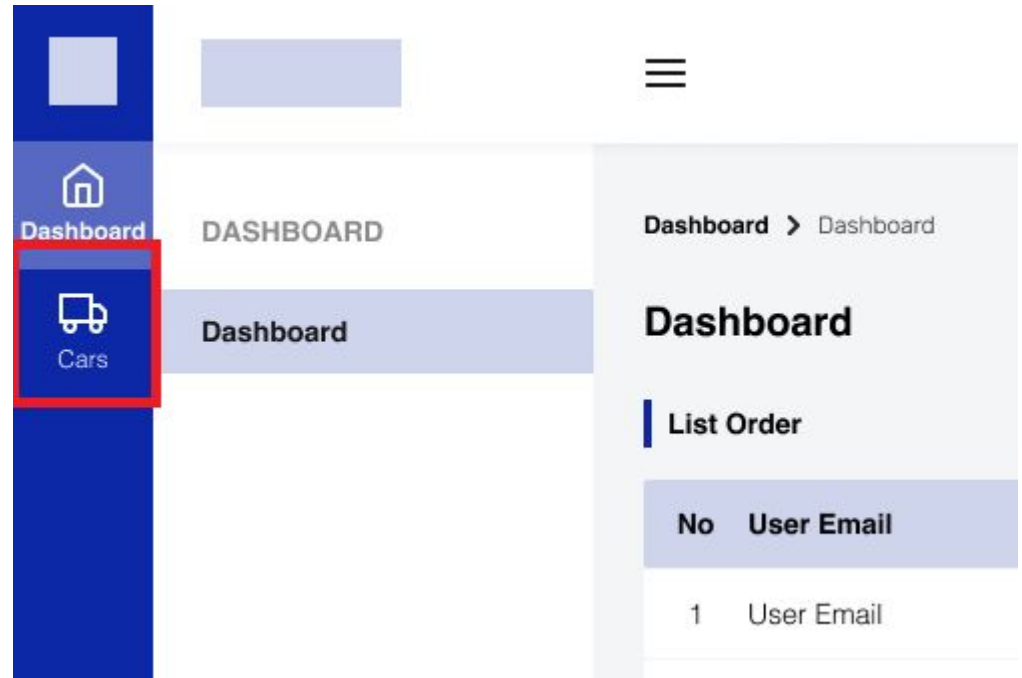 Dashboard
Cars
DASHBOARD
Dashboard
Dashboard > Dashboard
Dashboard
List Order
No User Email
1 User Email